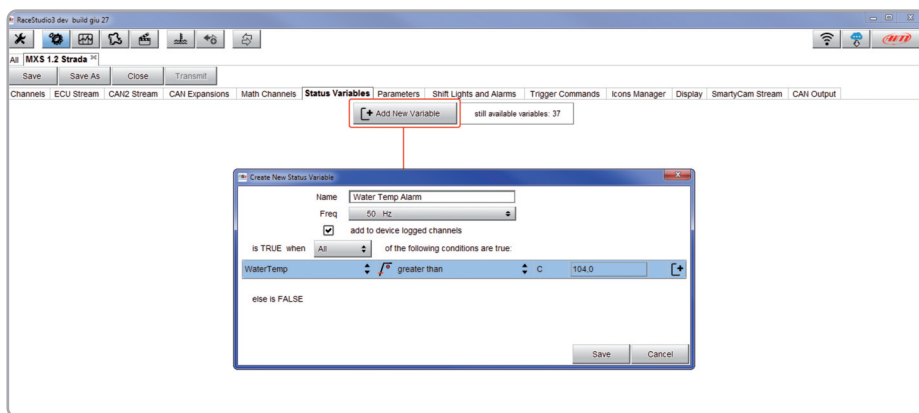 RaceStudio3 dev build giu 27
AiM
All MXS 1.2 Strada
Save Save As Close Transmit
Channels ECU Stream CAN2 Stream CAN Expansions Math Channels Status Variables Parameters Shift Lights and Alarms Trigger Commands Icons Manager Display SmartyCam Stream CAN Output
Add New Variable still available variables: 37
Create New Status Variable
Name Water Temp Alarm
Freq 50 Hz
add to device logged channels
is TRUE when All of the following conditions are true:
WaterTemp greater than C 104,0
else is FALSE
Save Cancel